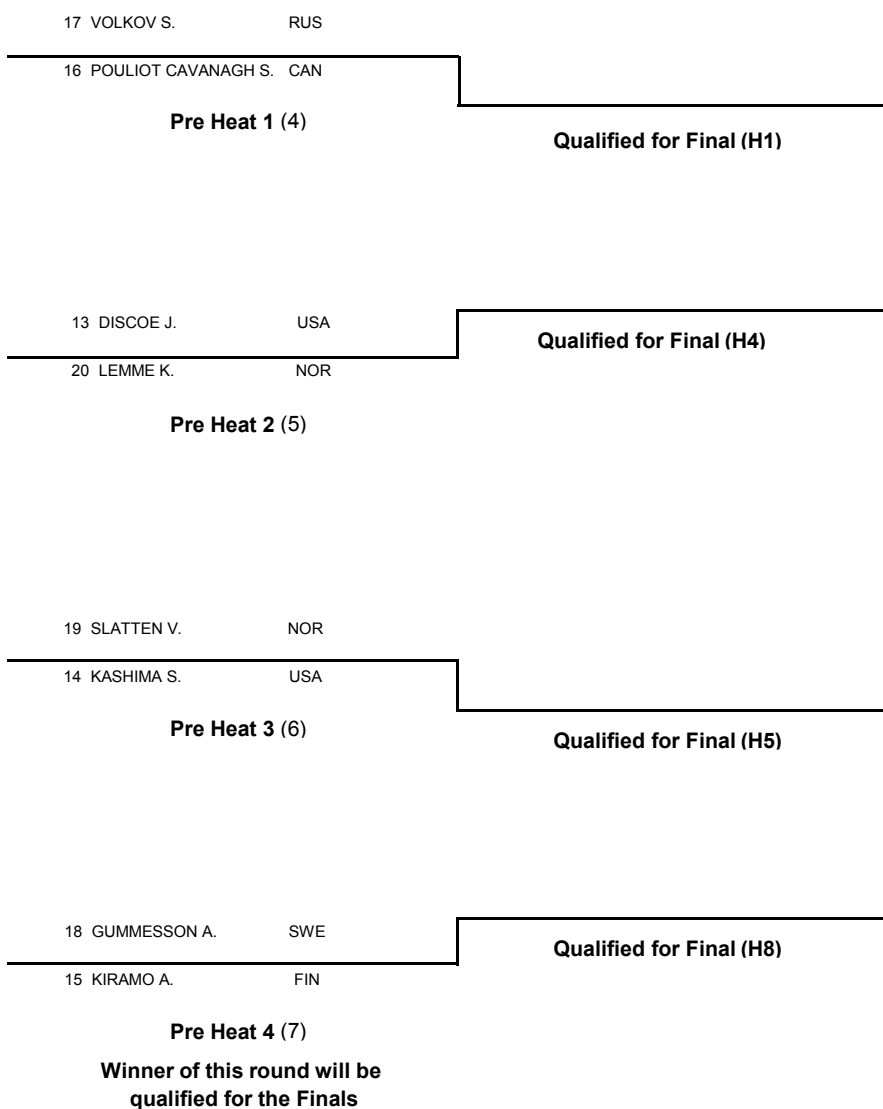 17 VOLKOV S. RUS
16 POULIOT CAVANAGH S. CAN
Pre Heat 1 (4)
Qualified for Final (H1)
13 DISCOE J. USA
Qualified for Final (H4)
20 LEMME K. NOR
Pre Heat 2 (5)
19 SLATTEN V. NOR
14 KASHIMA S. USA
Pre Heat 3 (6)
Qualified for Final (H5)
18 GUMMESSON A. SWE
Qualified for Final (H8)
15 KIRAMO A. FIN
Pre Heat 4 (7)
Winner of this round will be
qualified for the Finals